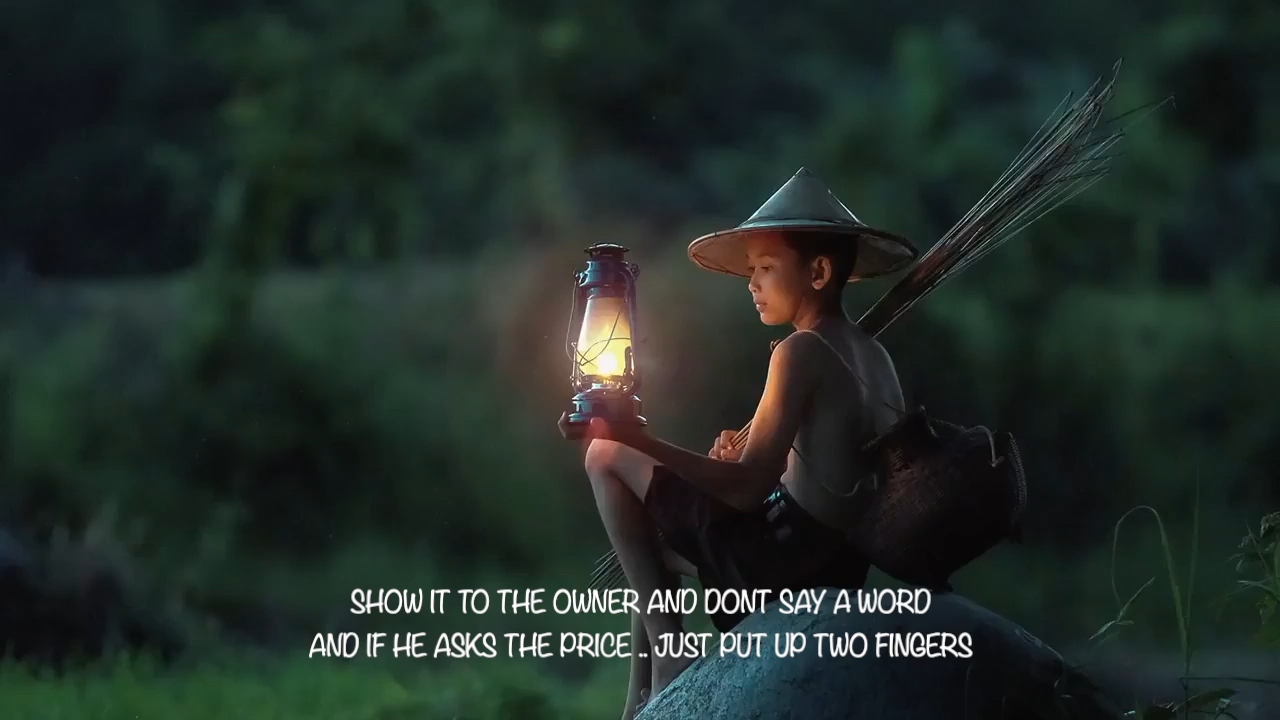 SHOW IT TO THE OWNER AND DONT SAY A WORD
AND IF HE ASKS THE PRICE .. JUST PUT UP TWO FINGERS